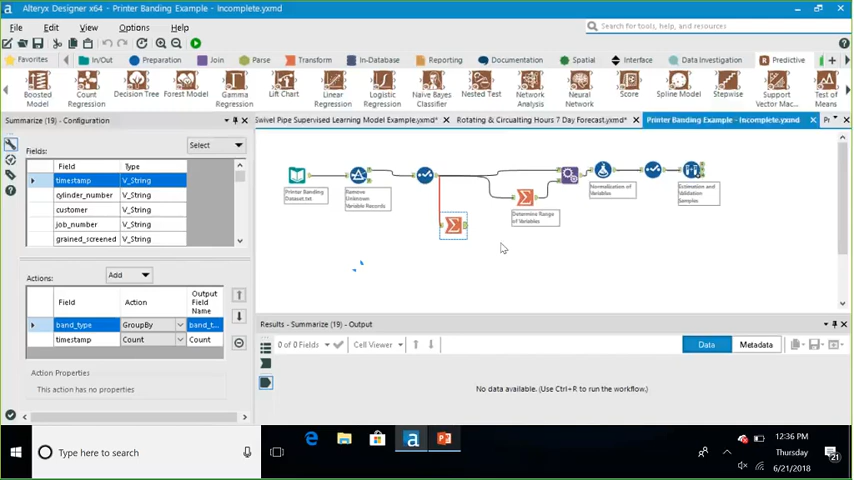 Alteryx Designer x64 - Printer Banding Example - Incomplete.yxmd
File Edit View Options Help
Search for tools, help, and resources
Favorites In/Out Preparation Join Parse Transform In-Database Documentation Spatial Interface Data Investigation Predictive
Boosted Model
Count Regression
Decision Tree
Forest Model
Gamma Regression
Lift Chart
Linear Regression
Logistic Regression
Naive Bayes Classifier
Nested Test
Network Analysis
Neural Network
Score
Spline Model
Stepwise
Support Vector Mac...
Test of Means
Summarize (19) - Configuration
Swivel Pipe Supervised Learning Model Example.yxmd*
Rotating & Circualting Hours 7 Day Forecast.yxmd*
Printer Banding Example - Incomplete.yxmd
Select
Field Type
timestamp V_String
cylinder_number V_String
customer V_String
job_number V_String
grained_screened V_String
Printer Banding Dataset.txt
Remove Unknown Variable Records
Determine Range of Variables
Normalization of Variables
Estimation and Validation Samples
Actions: Add
Field Action Output Field Name
band_type GroupBy band_t...
timestamp Count Count
Action Properties
This action has no properties
Results - Summarize (19) - Output
0 of 0 Fields Cell Viewer Data Metadata
No data available. (Use Ctrl+R to run the workflow.)
Type here to search
12:36 PM
Thursday
6/21/2018
21